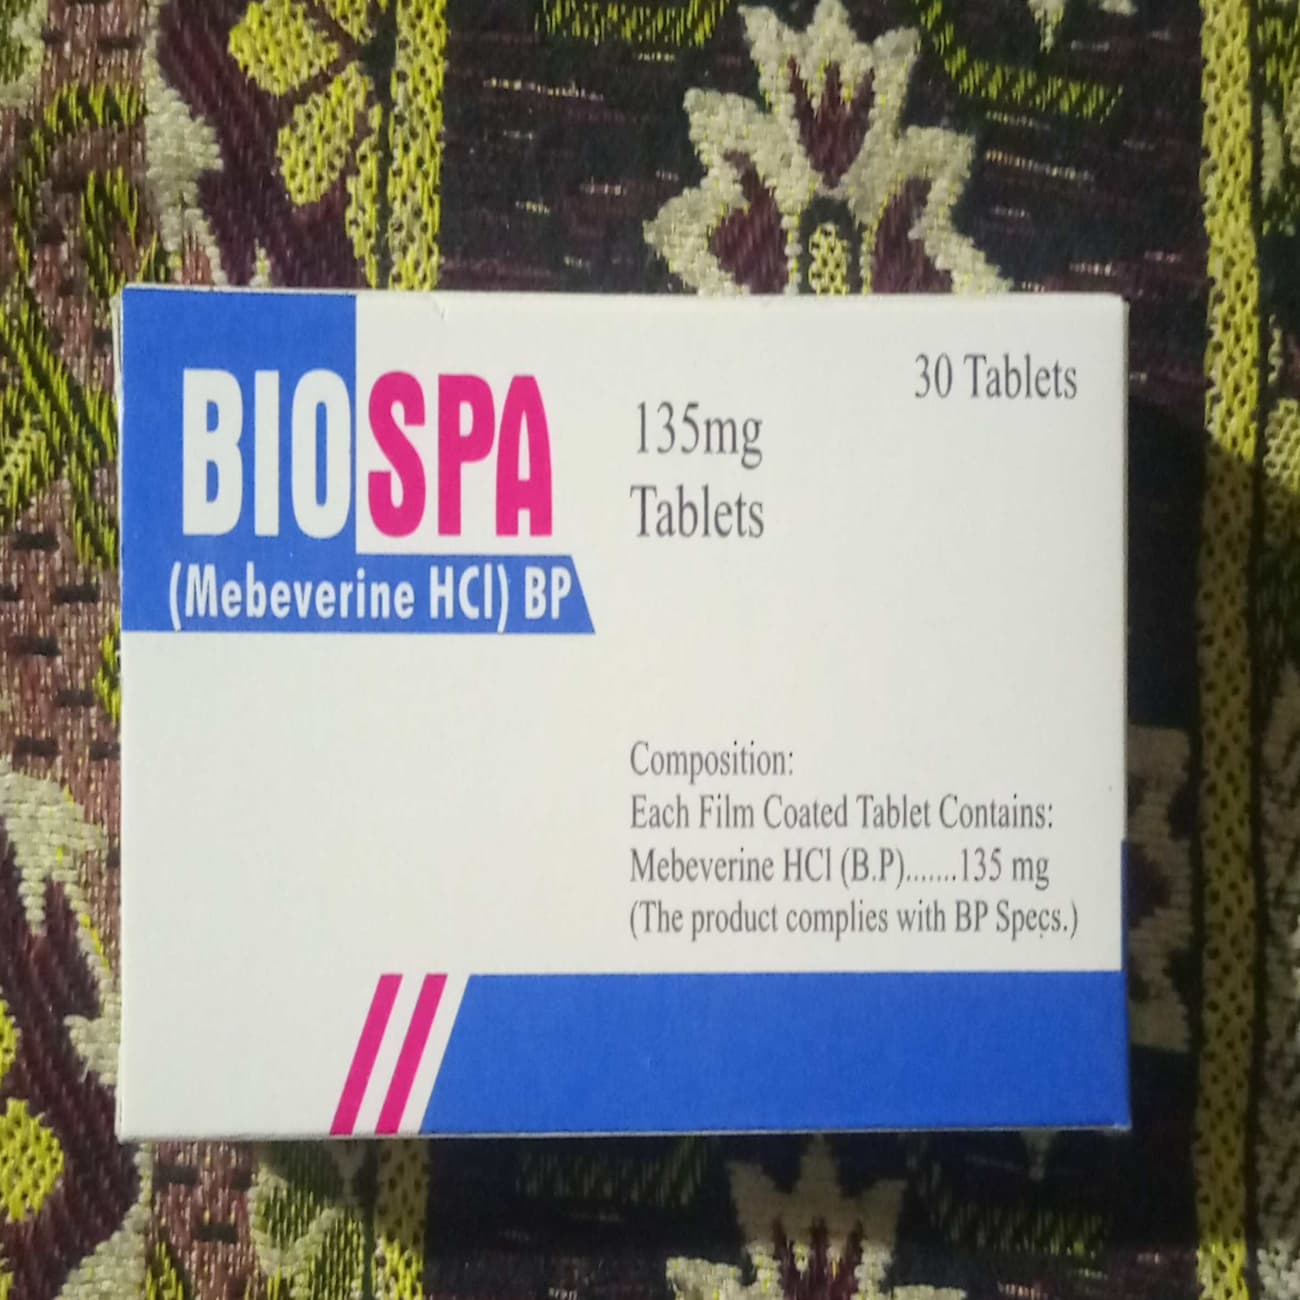 BIOSPA
(Mebeverine HCl) BP
135mg
Tablets
30 Tablets
Composition:
Each Film Coated Tablet Contains:
Mebeverine HCl (B.P).......135 mg
(The product complies with BP Specs.)